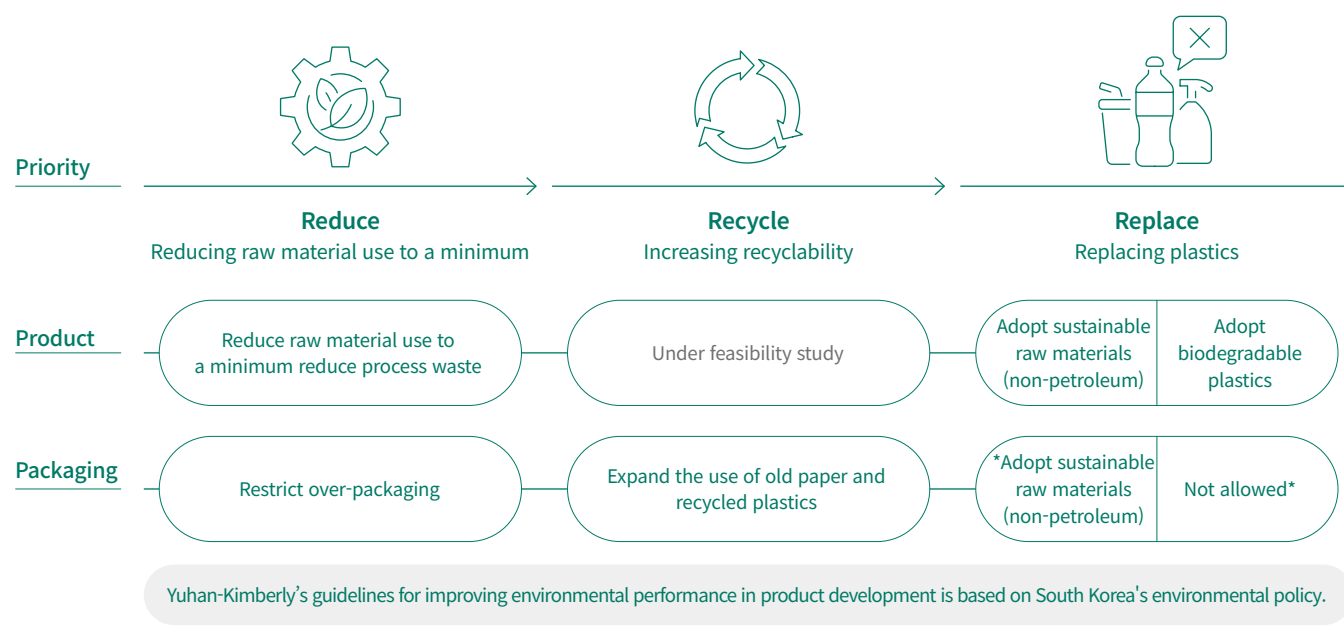 Priority
Reduce
Reducing raw material use to a minimum
Recycle
Increasing recyclability
Replace
Replacing plastics
Product
Reduce raw material use to
a minimum reduce process waste
Under feasibility study
Adopt sustainable
raw materials
(non-petroleum)
Adopt
biodegradable
plastics
Packaging
Restrict over-packaging
Expand the use of old paper and
recycled plastics
*Adopt sustainable
raw materials
(non-petroleum)
Not allowed*
Yuhan-Kimberly’s guidelines for improving environmental performance in product development is based on South Korea's environmental policy.